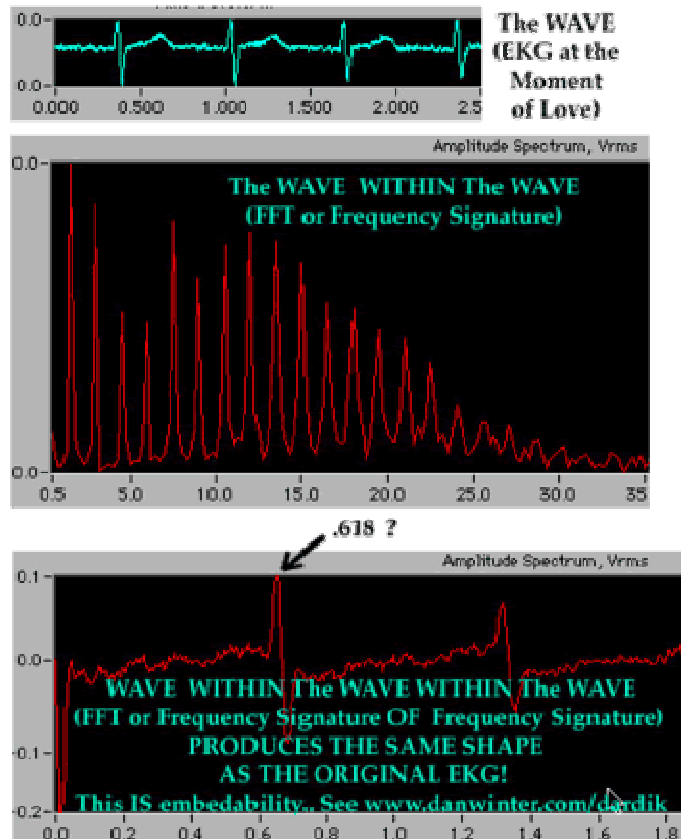 The WAVE
(EKG at the
Moment
of Love)
0.0-
0.0-
0.000 0.500 1.000 1.500 2.000 2.5
Amplitude Spectrum, Vrms
0.0-
The WAVE WITHIN The WAVE
(FFT or Frequency Signature)
0.0-
0.5 5.0 10.0 15.0 20.0 25.0 30.0 35
.618 ?
Amplitude Spectrum, Vrms
0.1-
0.0-
WAVE WITHIN The WAVE WITHIN The WAVE
(FFT or Frequency Signature OF Frequency Signature)
PRODUCES THE SAME SHAPE
-0.1-
AS THE ORIGINAL EKG!
-0.2-
This IS embedability.. See www.danwinter.com/dardlik
0.0 0.2 0.4 0.6 0.8 1.0 1.2 1.4 1.6 1.8